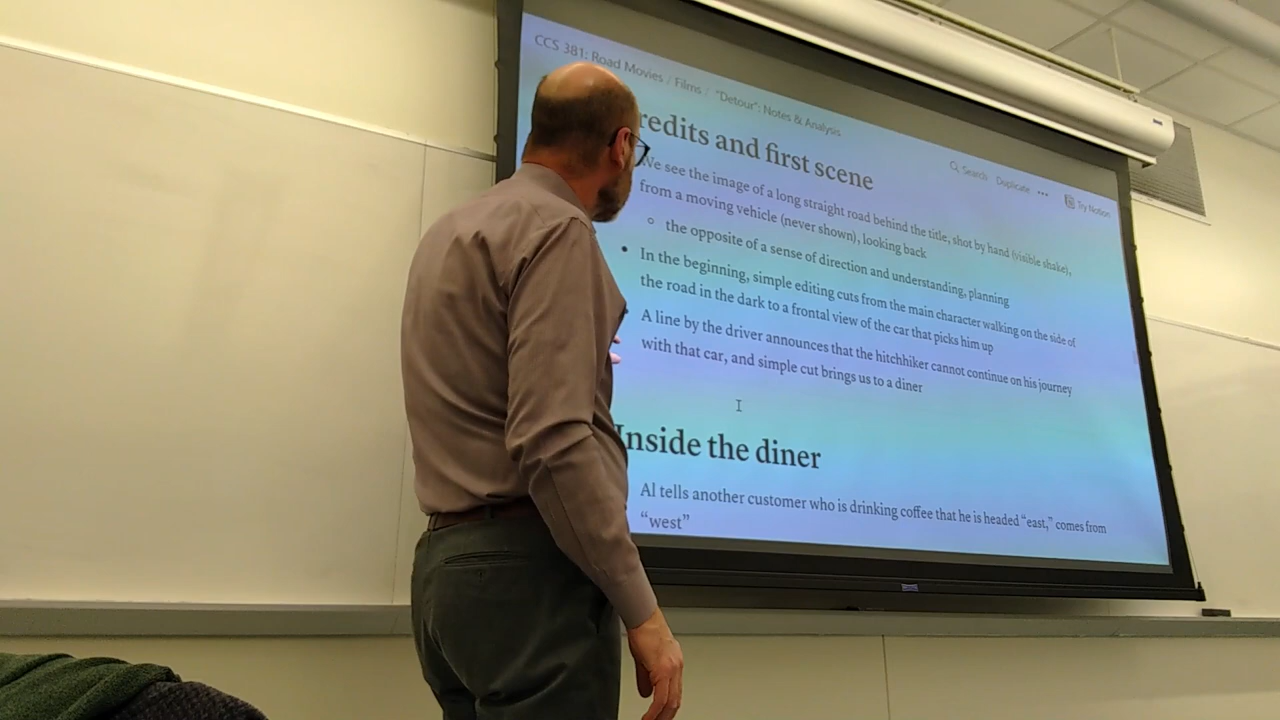 CCS 381: Road Movies / Films / "Detour": Notes & Analysis
Search Duplicate ••• Try Notion
redits and first scene
We see the image of a long straight road behind the title, shot by hand (visible shake),
from a moving vehicle (never shown), looking back
○ the opposite of a sense of direction and understanding, planning
• In the beginning, simple editing cuts from the main character walking on the side of
the road in the dark to a frontal view of the car that picks him up
• A line by the driver announces that the hitchhiker cannot continue on his journey
with that car, and simple cut brings us to a diner
Inside the diner
Al tells another customer who is drinking coffee that he is headed “east,” comes from
“west”